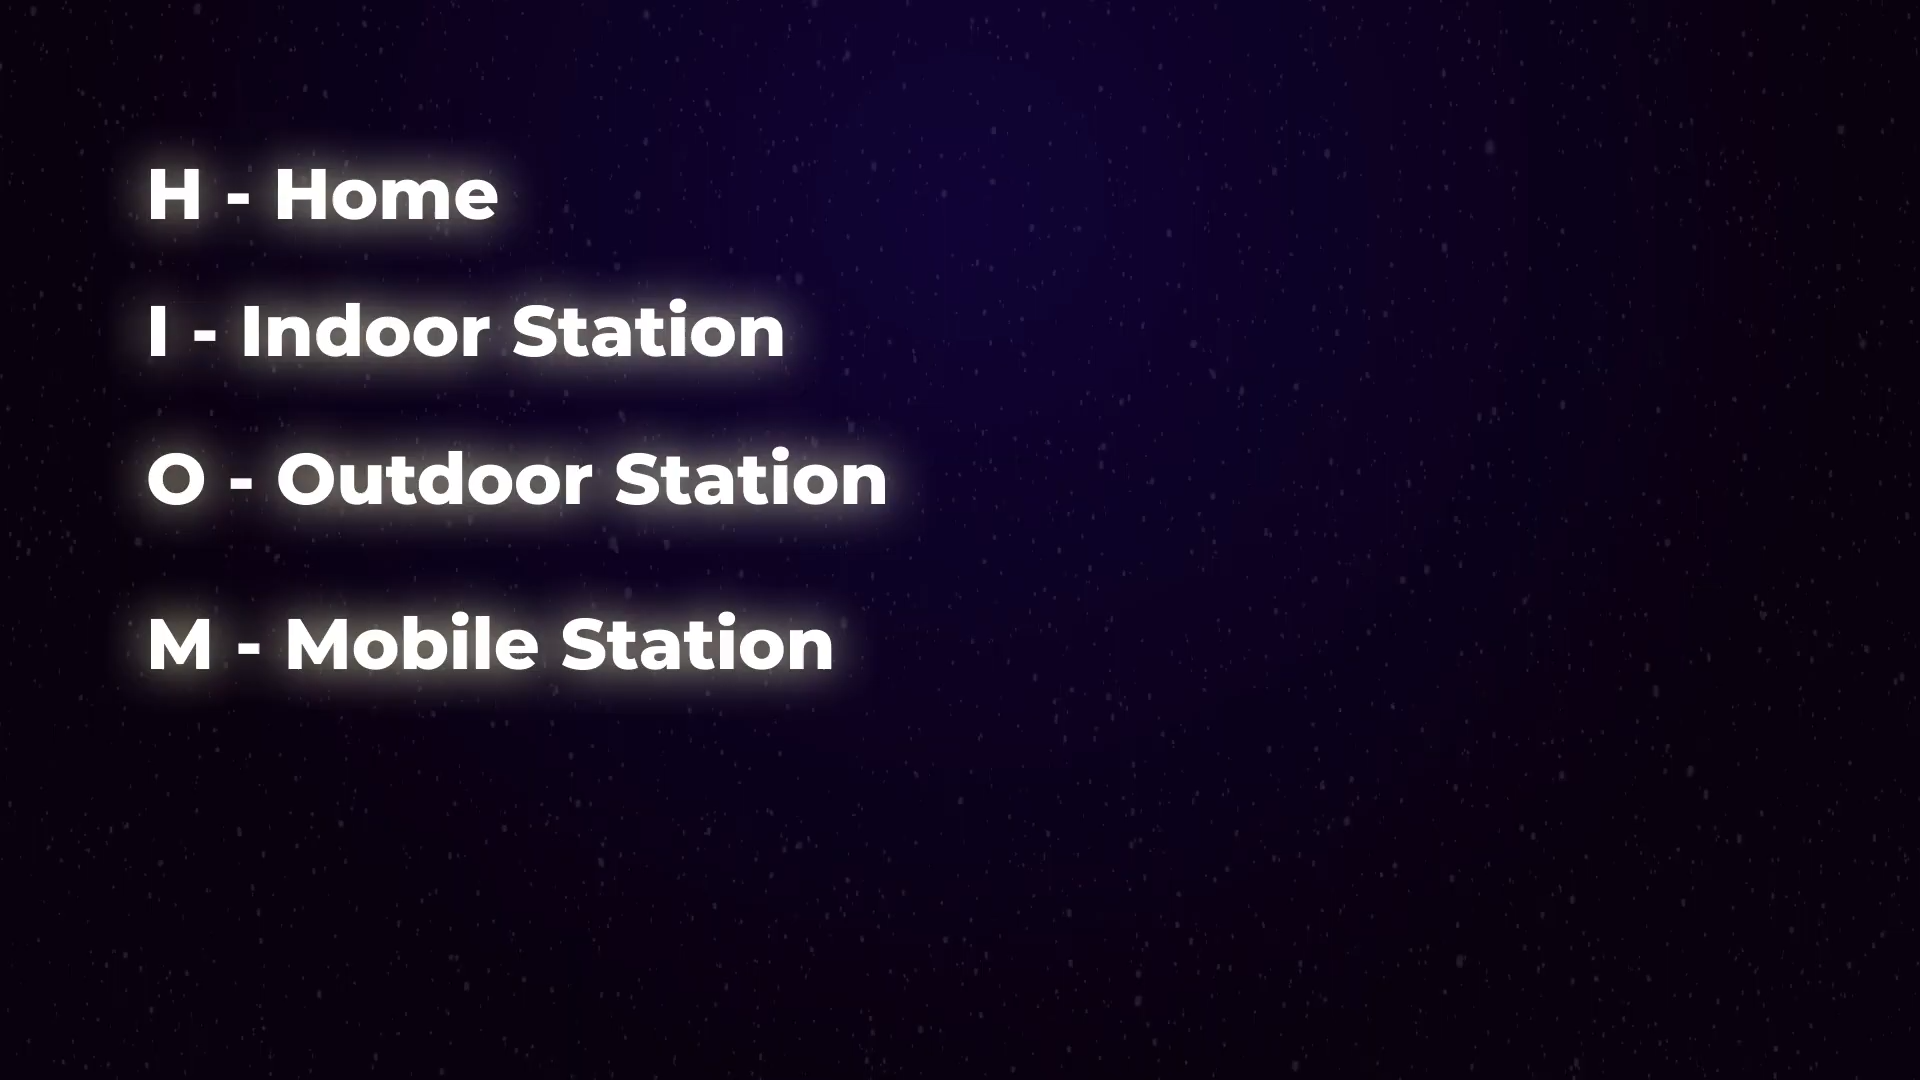 H - Home
I - Indoor Station
O - Outdoor Station
M - Mobile Station